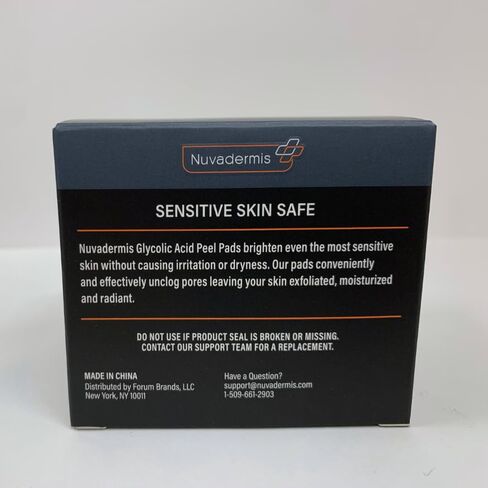 Nuvadermis
SENSITIVE SKIN SAFE
Nuvadermis Glycolic Acid Peel Pads brighten even the most sensitive
skin without causing irritation or dryness. Our pads conveniently
and effectively unclog pores leaving your skin exfoliated, moisturized
and radiant.
DO NOT USE IF PRODUCT SEAL IS BROKEN OR MISSING.
CONTACT OUR SUPPORT TEAM FOR A REPLACEMENT.
MADE IN CHINA
Distributed by Forum Brands, LLC
New York, NY 10011
Have a Question?
support@nuvadermis.com
1-509-661-2903